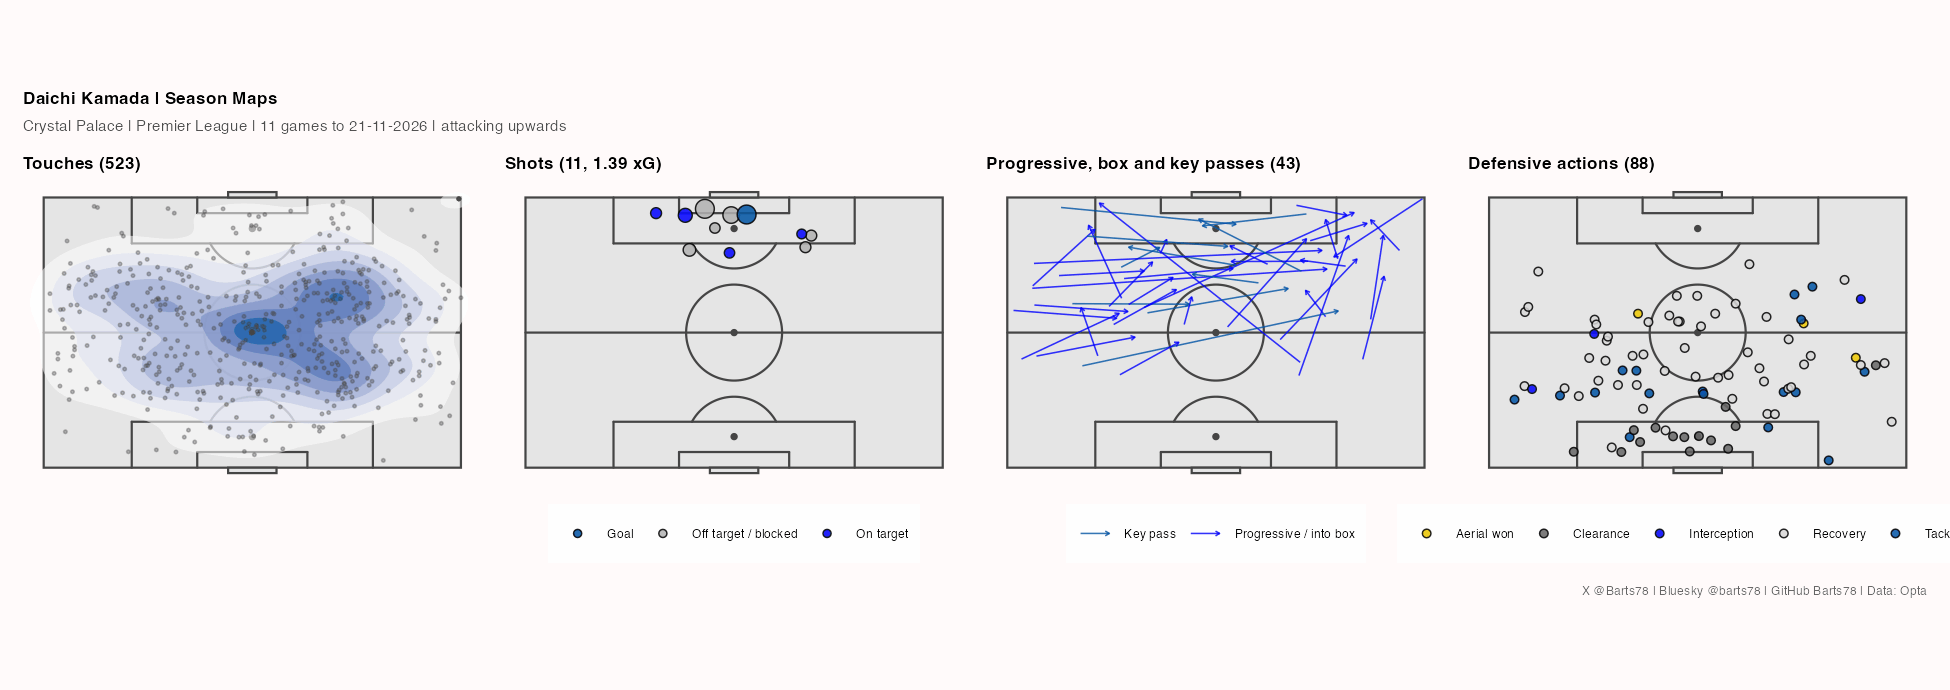 Daichi Kamada | Season Maps
Crystal Palace | Premier League | 11 games to 21-11-2026 | attacking upwards
Touches (523)
Shots (11, 1.39 xG)
Progressive, box and key passes (43)
Defensive actions (88)
Goal
Off target / blocked
On target
Key pass
Progressive / into box
Aerial won
Clearance
Interception
Recovery
Tack
X @Barts78 | Bluesky @barts78 | GitHub Barts78 | Data: Opta